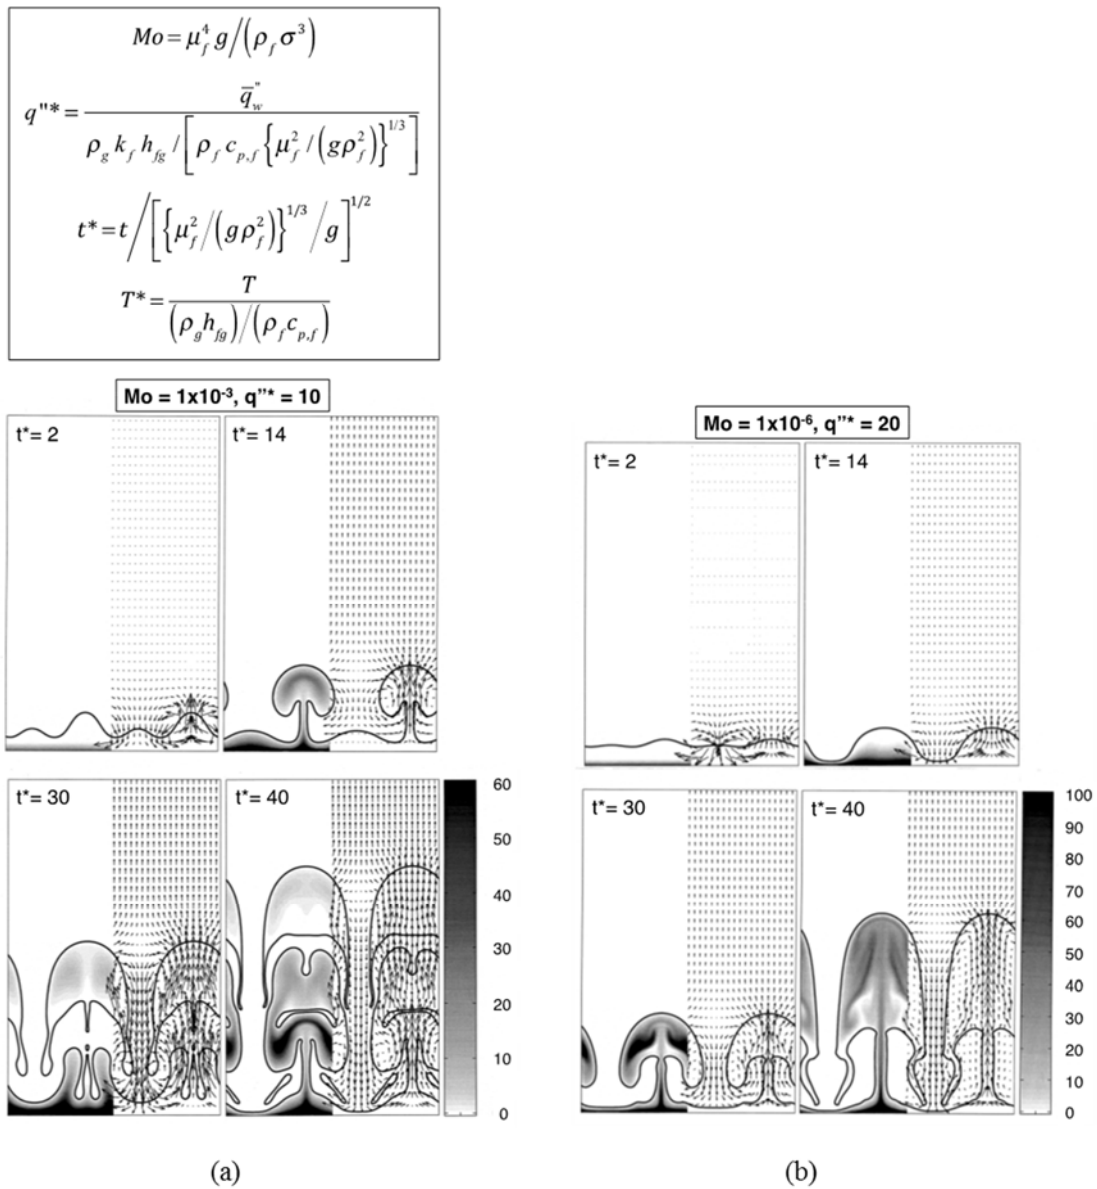 Mo = μ_f^4 g/(ρ_f σ^3)
q"* = q̅_w^" / ρ_g k_f h_fg / [ρ_f c_p,f {μ_f^2 / (gρ_f^2)}^1/3]
t* = t / [{μ_f^2 / (gρ_f^2)}^1/3 / g]^1/2
T* = T / (ρ_g h_fg)/(ρ_f c_p,f)
Mo = 1x10-3, q"* = 10
t*= 2
t*= 14
t*= 30
t*= 40
60
50
40
30
20
10
0
(a)
Mo = 1x10-6, q"* = 20
t*= 2
t*= 14
t*= 30
t*= 40
100
90
80
70
60
50
40
30
20
10
0
(b)